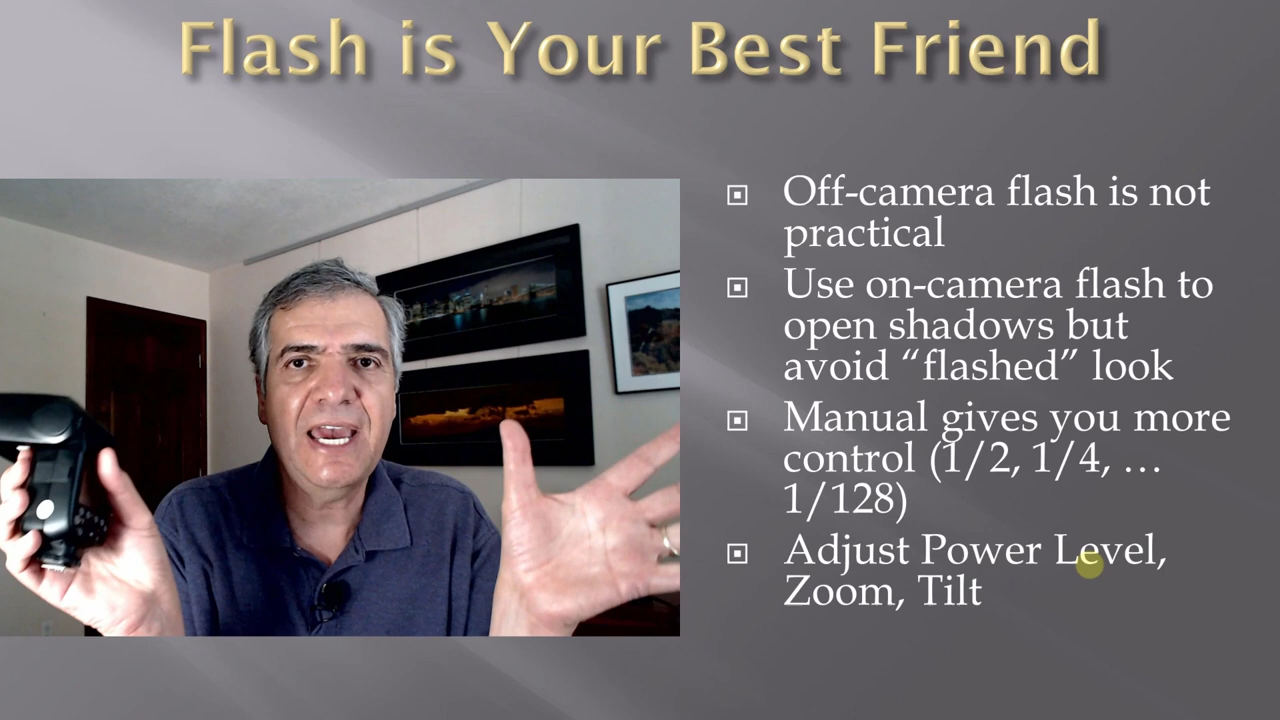 Flash is Your Best Friend
Off-camera flash is not
practical
Use on-camera flash to
open shadows but
avoid “flashed” look
Manual gives you more
control (1/2, 1/4, …
1/128)
Adjust Power Level,
Zoom, Tilt